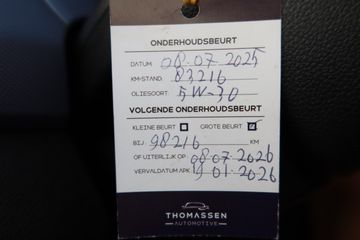 ONDERHOUDSBEURT
DATUM: 08-07-2025
KM-STAND: 83216
OLIESOORT: 5W-30
VOLGENDE ONDERHOUDSBEURT
KLEINE BEURT GROTE BEURT
BIJ: 98216 KM
OF UITERLIJK OP: 08-07-2026
VERVALDATUM APK: 19-01-2026
THOMASSEN
AUTOMOTIVE